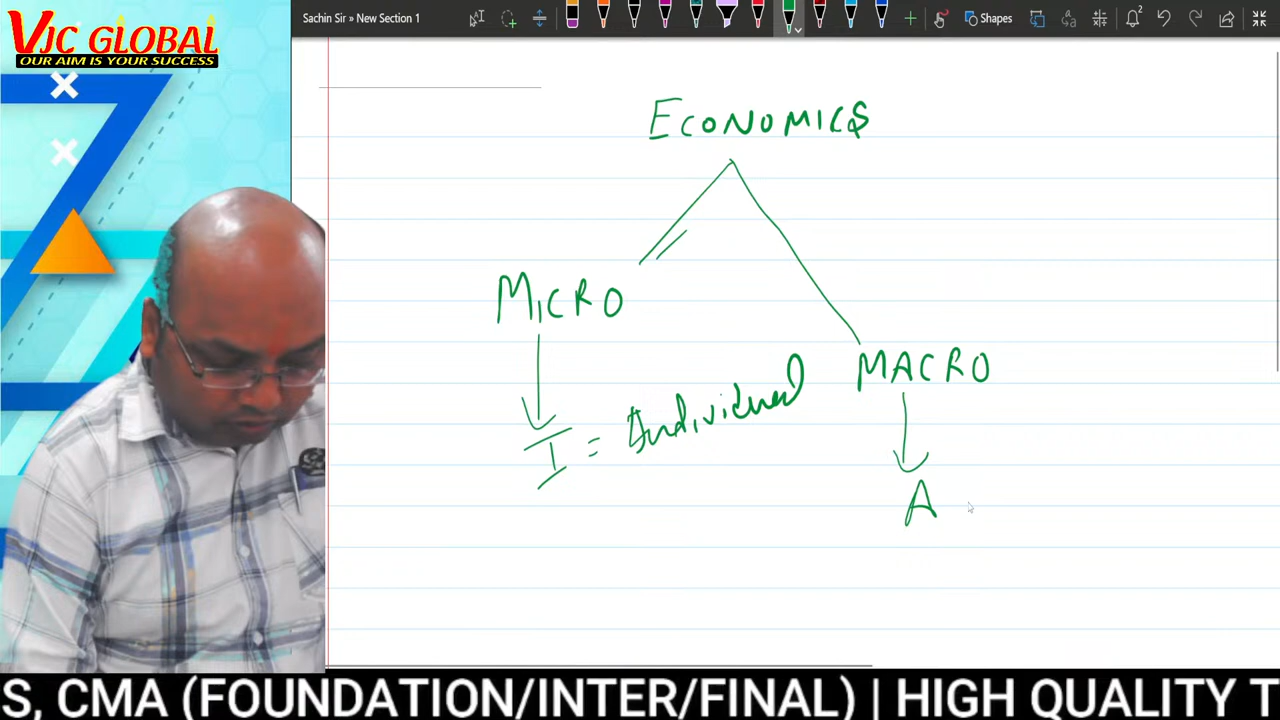 VJC GLOBAL
OUR AIM IS YOUR SUCCESS
Sachin Sir » New Section 1
Shapes
2
ECONOMICS
MICRO
MACRO
I = Individual
A
S, CMA (FOUNDATION/INTER/FINAL) | HIGH QUALITY T